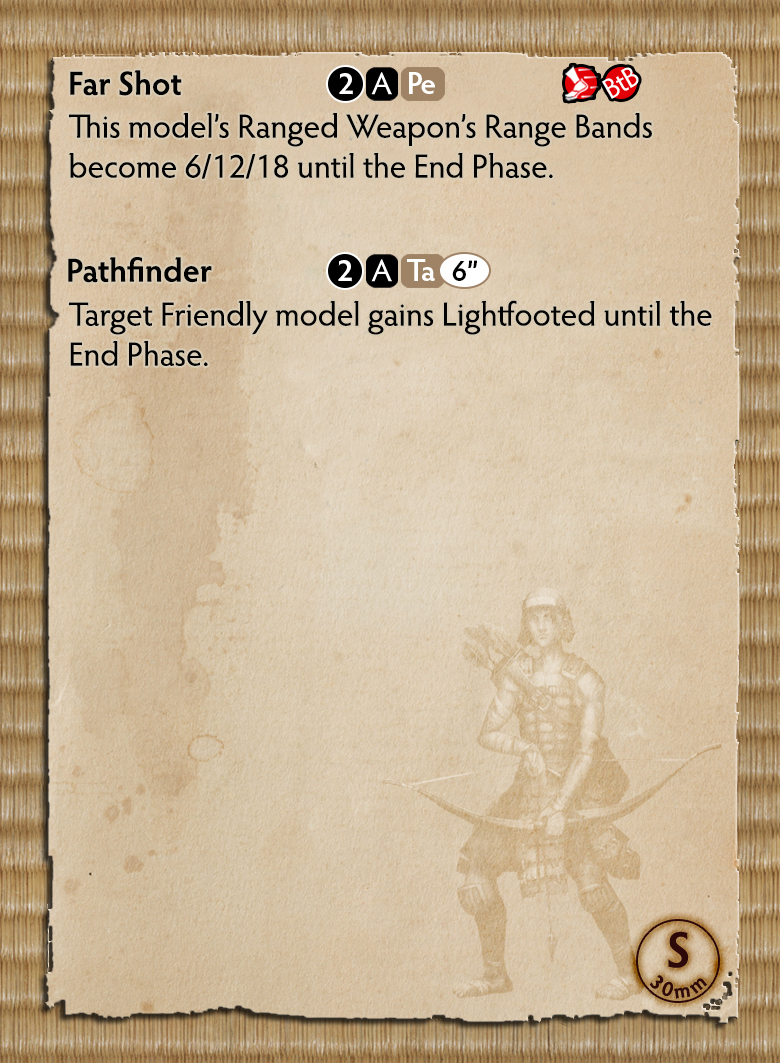 Far Shot 2 A Pe BtB
This model's Ranged Weapon's Range Bands
become 6/12/18 until the End Phase.
Pathfinder 2 A Ta 6"
Target Friendly model gains Lightfooted until the
End Phase.
S
30mm